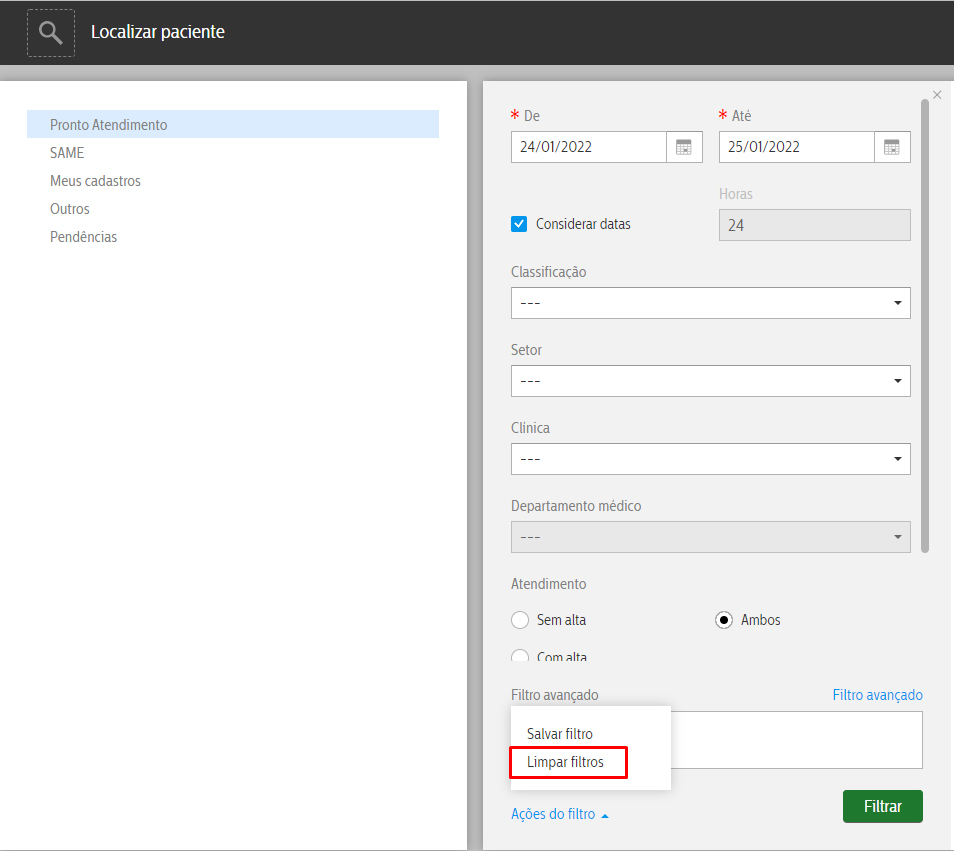 Localizar paciente
Pronto Atendimento
SAME
Meus cadastros
Outros
Pendências
* De
* Até
24/01/2022
25/01/2022
Horas
Considerar datas
24
Classificação
---
Setor
---
Clínica
---
Departamento médico
---
Atendimento
Sem alta
Ambos
Com alta
Filtro avançado
Filtro avançado
Salvar filtro
Limpar filtros
Ações do filtro
Filtrar